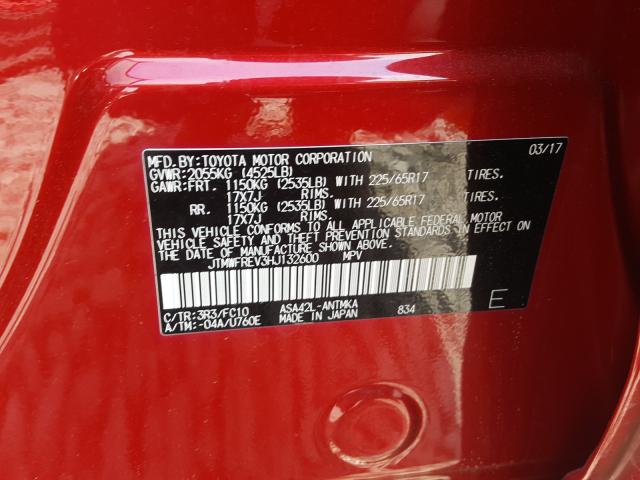 MFD.BY:TOYOTA MOTOR CORPORATION 03/17
GVWR:2055KG (4525LB)
GAWR:FRT. 1150KG (2535LB) WITH 225/65R17 TIRES.
17X7J RIMS.
RR. 1150KG (2535LB) WITH 225/65R17 TIRES.
17X7J RIMS.
THIS VEHICLE CONFORMS TO ALL APPLICABLE FEDERAL MOTOR
VEHICLE SAFETY AND THEFT PREVENTION STANDARDS IN EFFECT ON
THE DATE OF MANUFACTURE SHOWN ABOVE.
JTMWFREV3HJ132600 MPV
C/TR:3R3/FC10 ASA42L-ANTMKA 834 E
A/TM:-04A/U760E MADE IN JAPAN